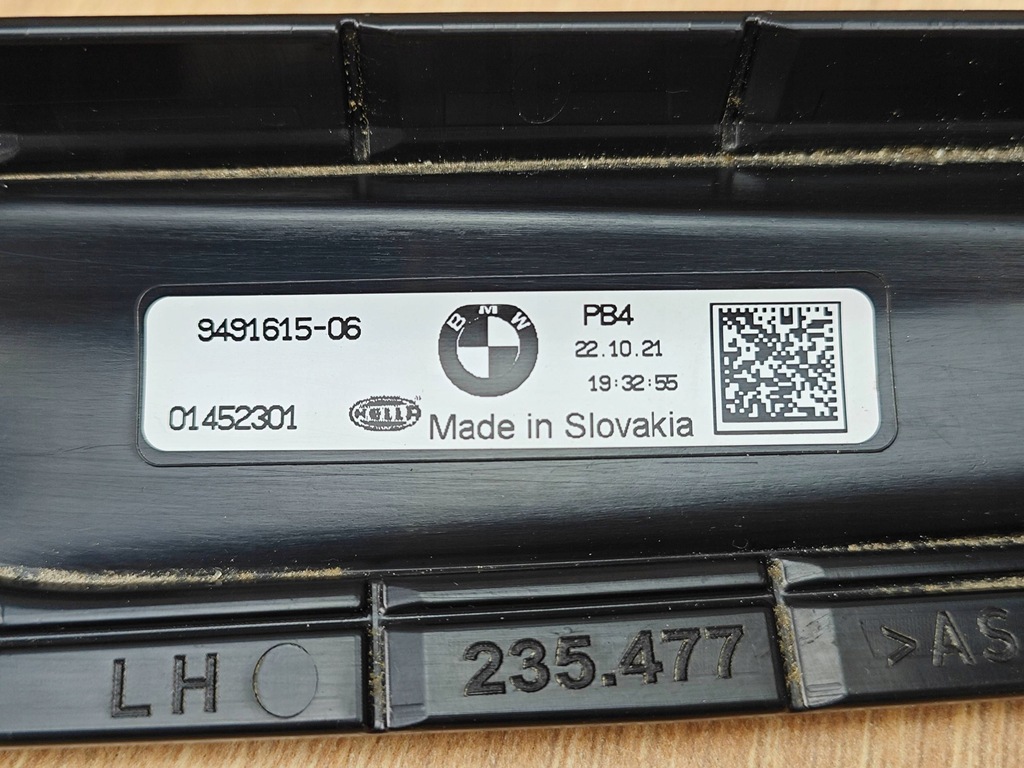 9491615-06
BMW
PB4
22.10.21
19:32:55
01452301
HELLA
Made in Slovakia
LH
235.477
>AS